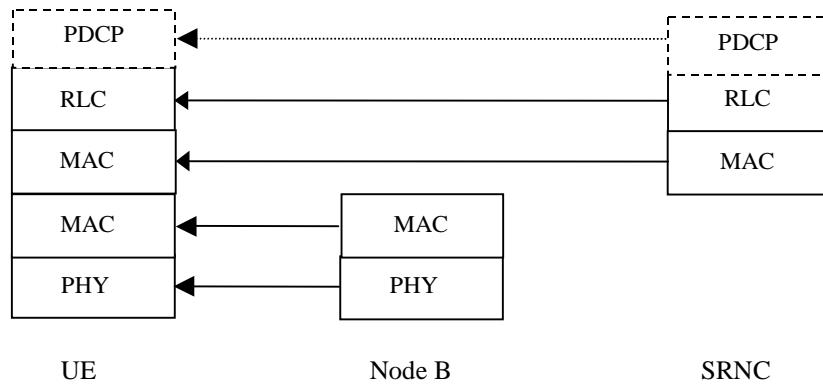 PDCP PDCP
RLC RLC
MAC MAC
MAC MAC
PHY PHY
UE Node B SRNC